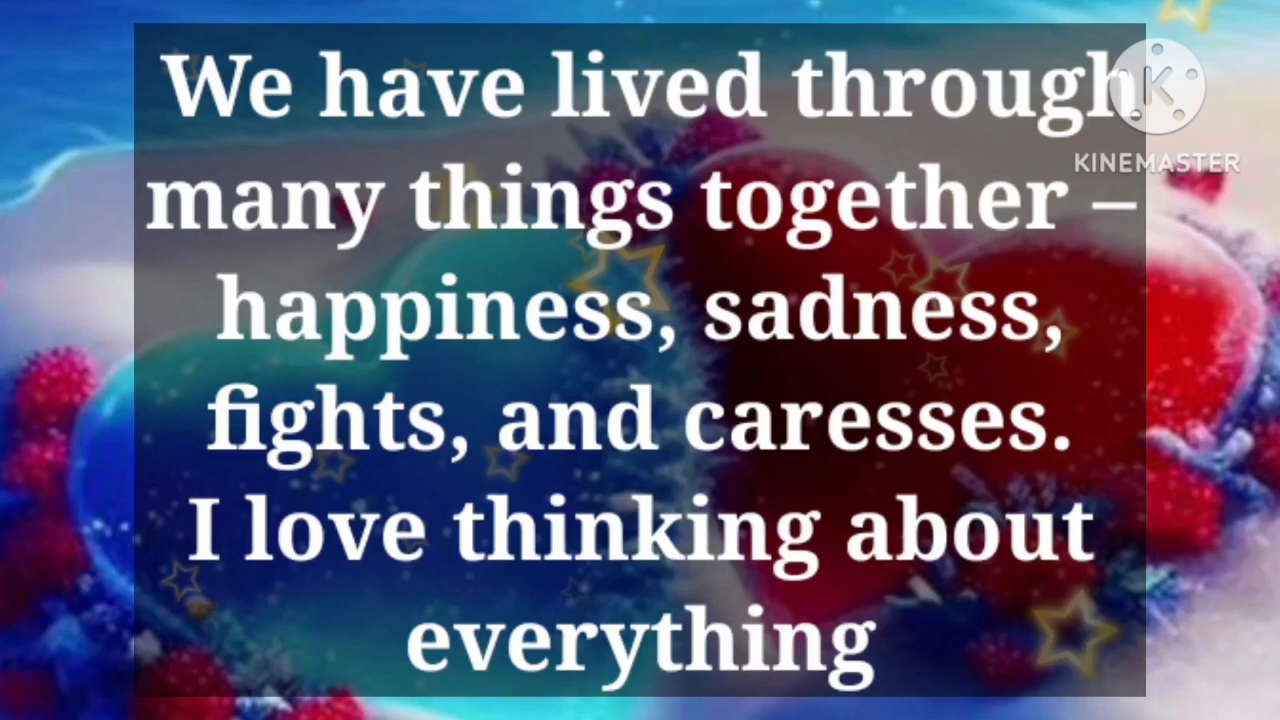 We have lived through
many things together –
happiness, sadness,
fights, and caresses.
I love thinking about
everything
K
KINEMASTER